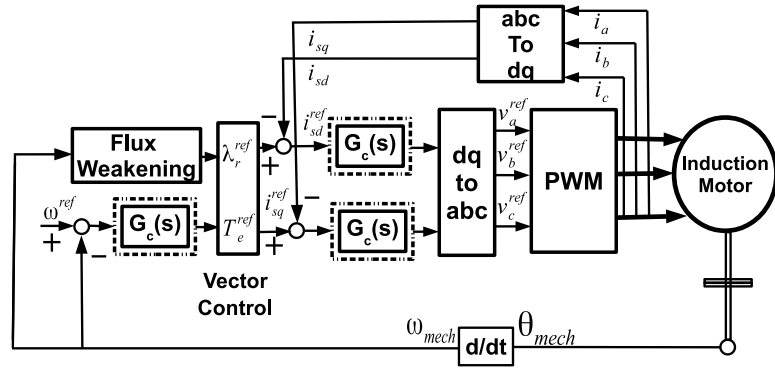 abc
To
dq
i_a
i_b
i_c
i_sq
i_sd
Flux
Weakening
λ_r^ref
T_e^ref
Vector
Control
ω^ref
+
−
G_c(s)
−
+
i_sd^ref
G_c(s)
i_sq^ref
−
+
G_c(s)
dq
to
abc
v_a^ref
v_b^ref
v_c^ref
PWM
Induction
Motor
ω_mech
d/dt
θ_mech